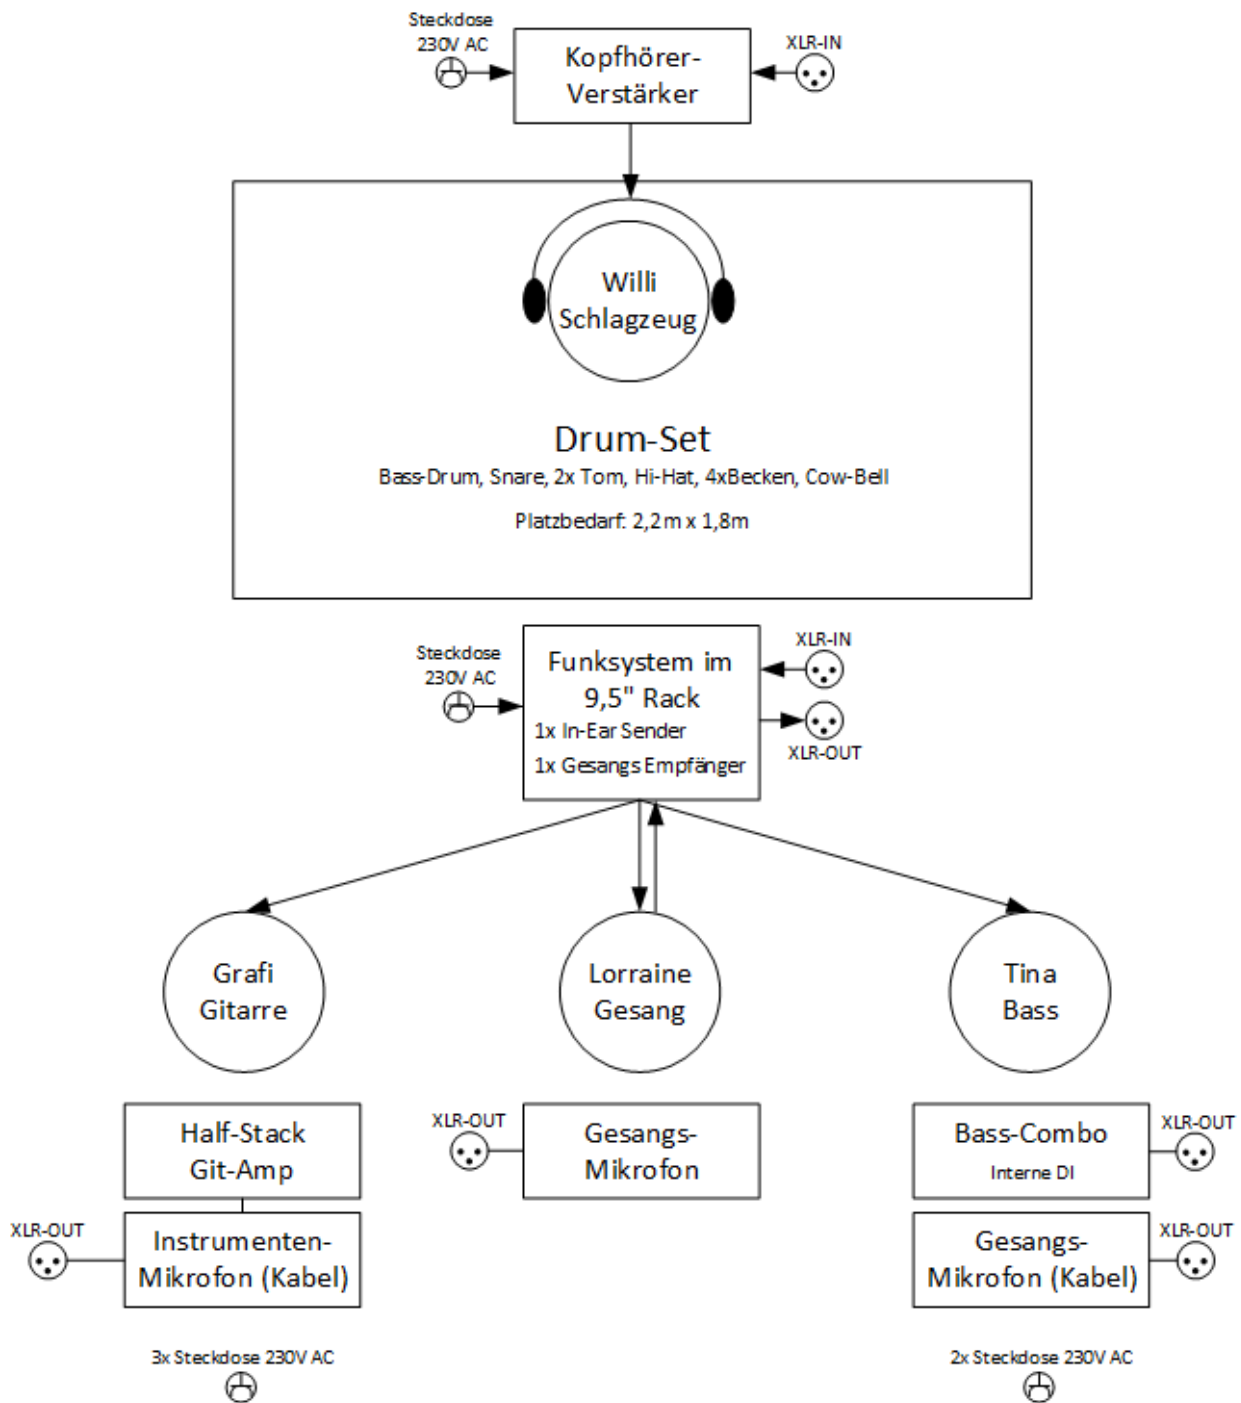 Steckdose
230V AC
Kopfhörer-
Verstärker
XLR-IN
Willi
Schlagzeug
Drum-Set
Bass-Drum, Snare, 2x Tom, Hi-Hat, 4xBecken, Cow-Bell
Platzbedarf: 2,2m x 1,8m
Steckdose
230V AC
Funksystem im
9,5" Rack
1x In-Ear Sender
1x Gesangs Empfänger
XLR-IN
XLR-OUT
Grafi
Gitarre
Lorraine
Gesang
Tina
Bass
Half-Stack
Git-Amp
XLR-OUT
Instrumenten-
Mikrofon (Kabel)
3x Steckdose 230V AC
XLR-OUT
Gesangs-
Mikrofon
Bass-Combo
Interne DI
XLR-OUT
Gesangs-
Mikrofon (Kabel)
XLR-OUT
2x Steckdose 230V AC